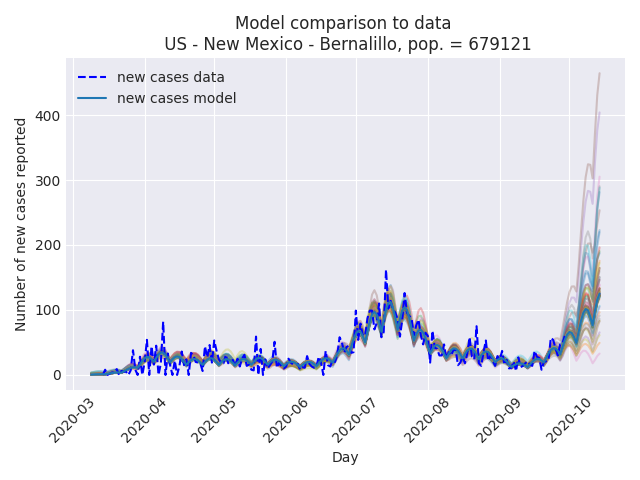 Model comparison to data
US - New Mexico - Bernalillo, pop. = 679121
new cases data
new cases model
Number of new cases reported
400
300
200
100
0
2020-03
2020-04
2020-05
2020-06
2020-07
2020-08
2020-09
2020-10
Day